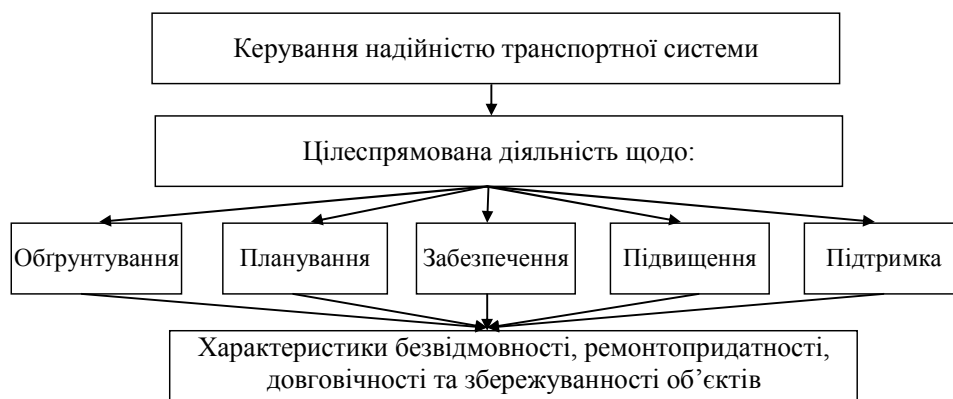 Керування надійністю транспортної системи
Цілеспрямована діяльність щодо:
Обґрунтування Планування Забезпечення Підвищення Підтримка
Характеристики безвідмовності, ремонтопридатності,
довговічності та збережуванності об’єктів